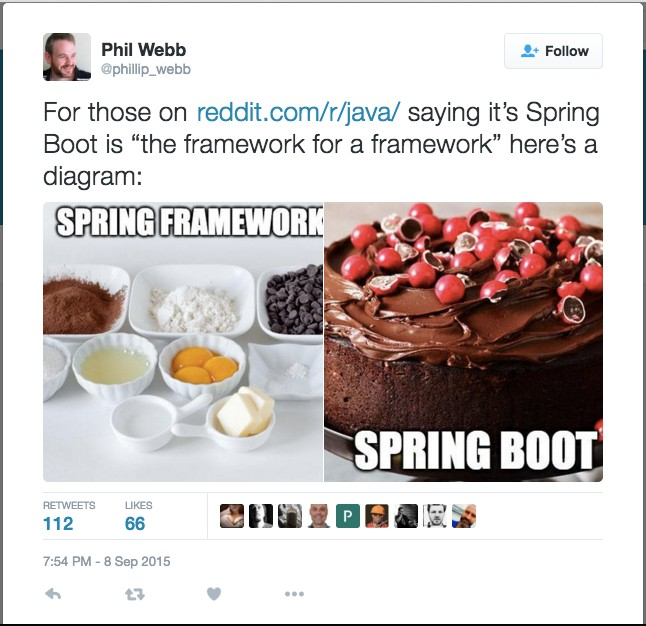 Phil Webb
@phillip_webb
Follow
For those on reddit.com/r/java/ saying it’s Spring
Boot is “the framework for a framework” here’s a
diagram:
SPRING FRAMEWORK
SPRING BOOT
RETWEETS
112
LIKES
66
P
7:54 PM - 8 Sep 2015